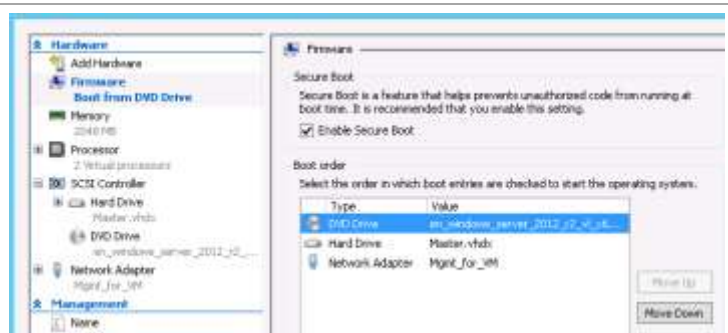 Hardware
Add Hardware
Firmware
Boot from DVD Drive
Memory
2048 MB
Processor
2 Virtual processors
SCSI Controller
Hard Drive
Master.vhdx
DVD Drive
en_windows_server_2012_r2_...
Network Adapter
Mgmt_for_VM
Management
Name
Firmware
Secure Boot
Secure Boot is a feature that helps prevents unauthorized code from running at
boot time. It is recommended that you enable this setting.
Enable Secure Boot
Boot order
Select the order in which boot entries are checked to start the operating system.
Type Value
DVD Drive en_windows_server_2012_r2_vl_x6...
Hard Drive Master.vhdx
Network Adapter Mgmt_for_VM
Move Up
Move Down